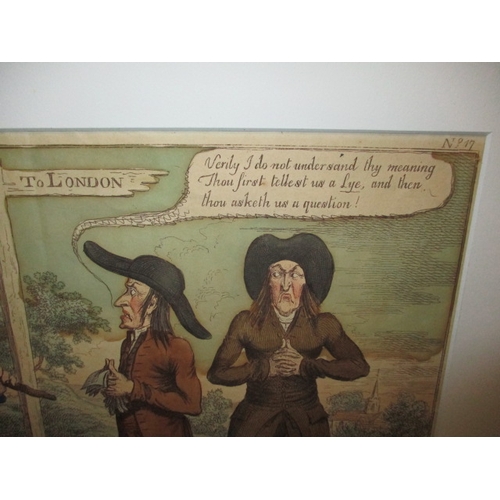 Nº. 17
To London
Verily I do not undersand thy meaning
Thou first tellest us a Lye, and then
thou asketh us a question!